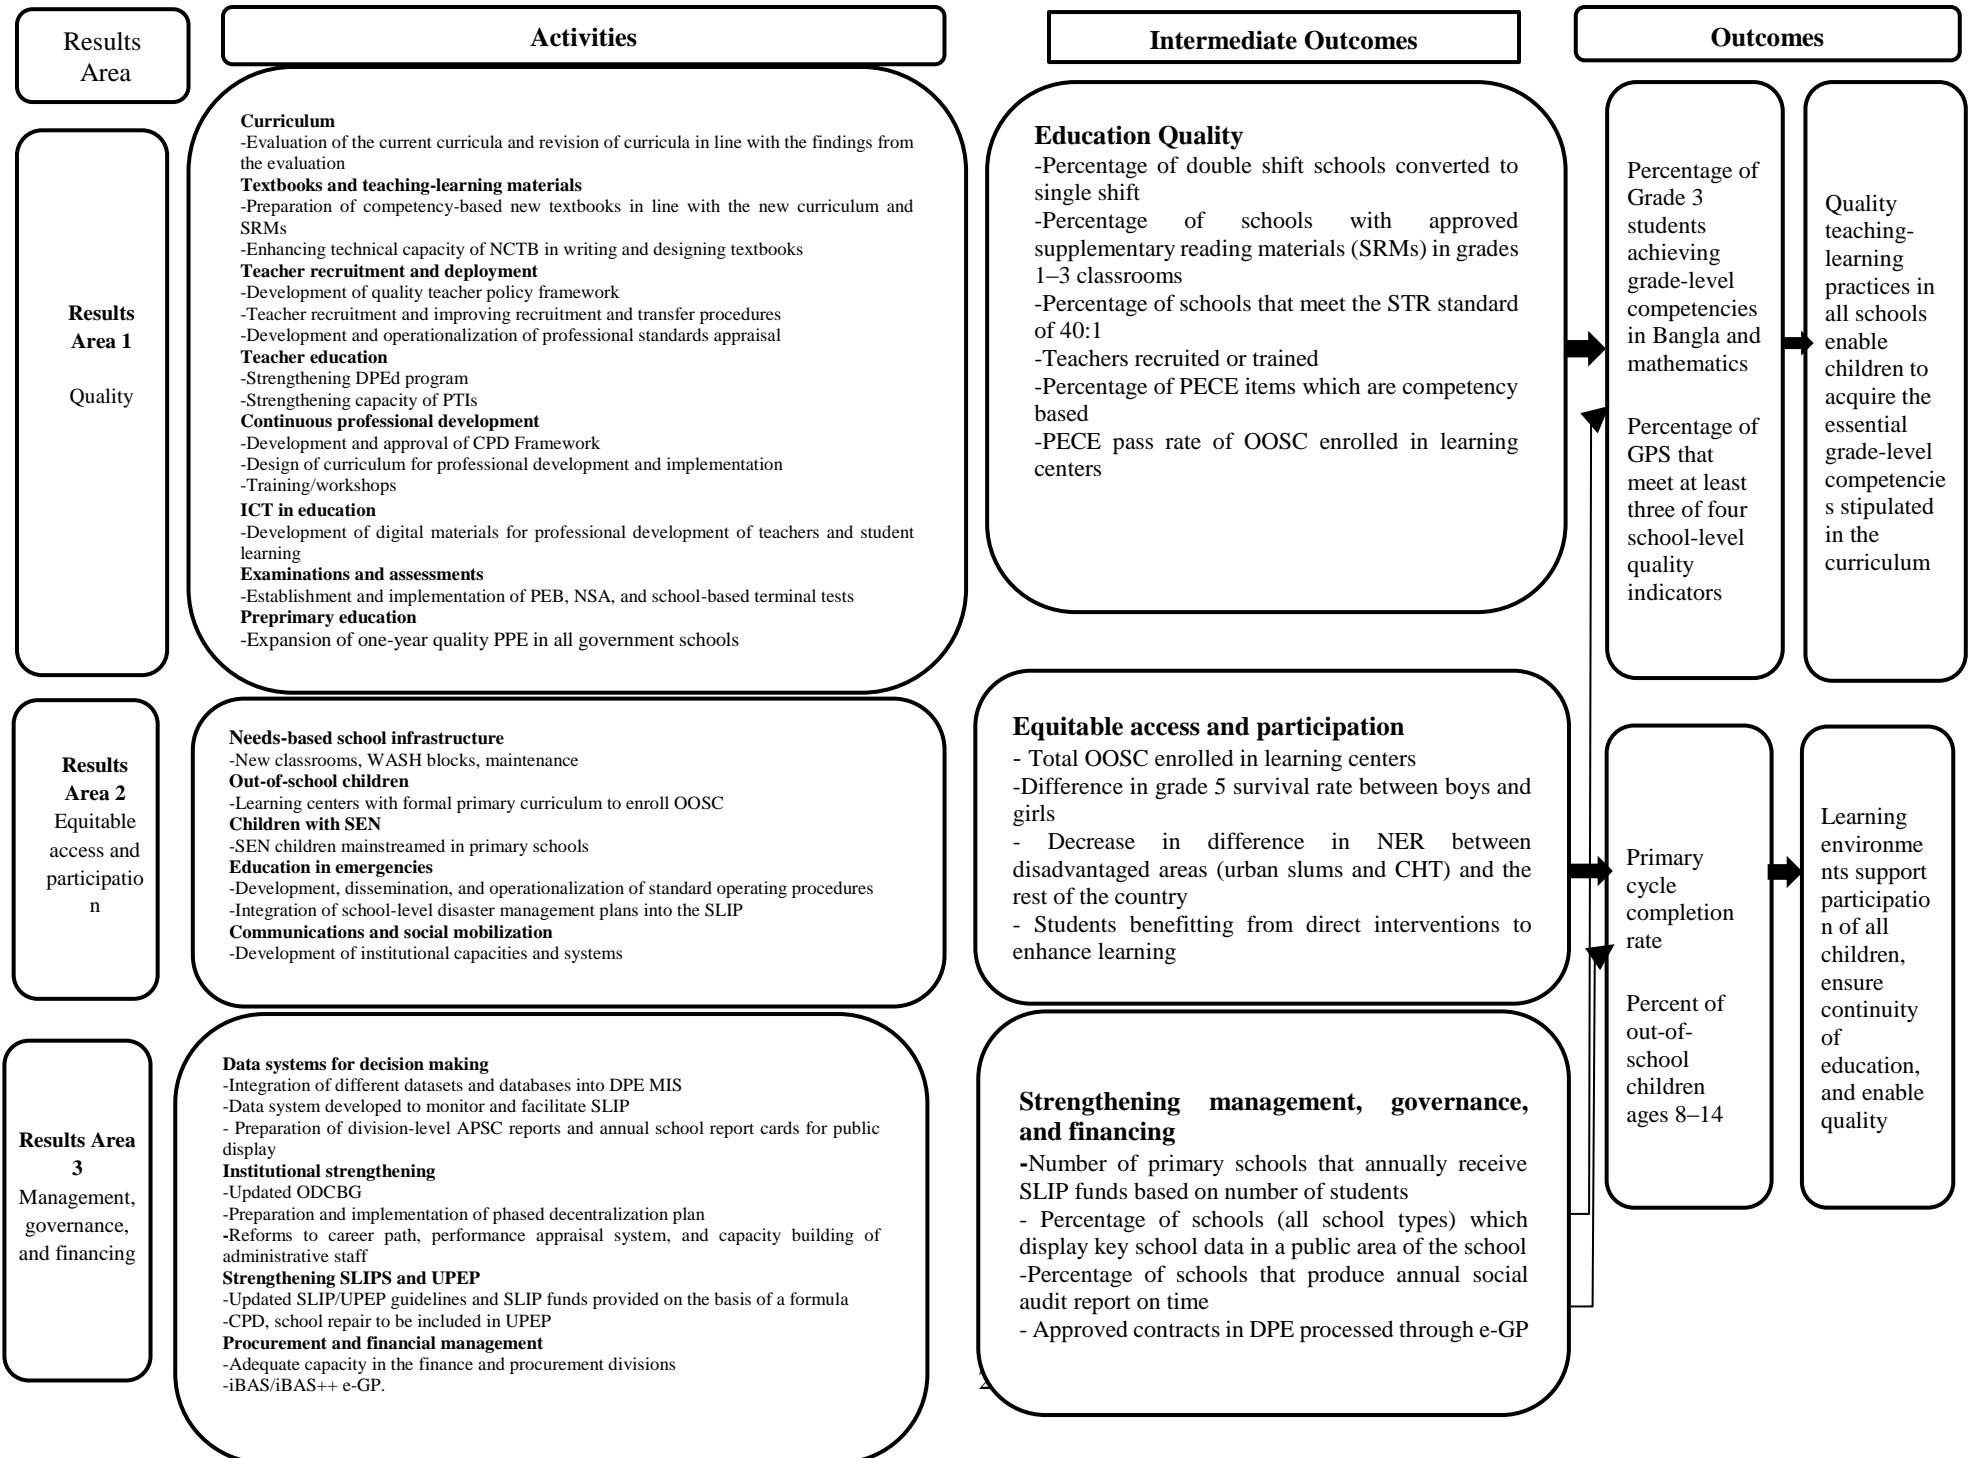 Results
Area
Activities
Intermediate Outcomes
Outcomes
Results
Area 1
Quality
Curriculum
-Evaluation of the current curricula and revision of curricula in line with the findings from
the evaluation
Textbooks and teaching-learning materials
-Preparation of competency-based new textbooks in line with the new curriculum and
SRMs
-Enhancing technical capacity of NCTB in writing and designing textbooks
Teacher recruitment and deployment
-Development of quality teacher policy framework
-Teacher recruitment and improving recruitment and transfer procedures
-Development and operationalization of professional standards appraisal
Teacher education
-Strengthening DPEd program
-Strengthening capacity of PTIs
Continuous professional development
-Development and approval of CPD Framework
-Design of curriculum for professional development and implementation
-Training/workshops
ICT in education
-Development of digital materials for professional development of teachers and student
learning
Examinations and assessments
-Establishment and implementation of PEB, NSA, and school-based terminal tests
Preprimary education
-Expansion of one-year quality PPE in all government schools
Education Quality
-Percentage of double shift schools converted to
single shift
-Percentage of schools with approved
supplementary reading materials (SRMs) in grades
1–3 classrooms
-Percentage of schools that meet the STR standard
of 40:1
-Teachers recruited or trained
-Percentage of PECE items which are competency
based
-PECE pass rate of OOSC enrolled in learning
centers
Percentage of
Grade 3
students
achieving
grade-level
competencies
in Bangla and
mathematics
Percentage of
GPS that
meet at least
three of four
school-level
quality
indicators
Quality
teaching-
learning
practices in
all schools
enable
children to
acquire the
essential
grade-level
competencie
s stipulated
in the
curriculum
Results
Area 2
Equitable
access and
participatio
n
Needs-based school infrastructure
-New classrooms, WASH blocks, maintenance
Out-of-school children
-Learning centers with formal primary curriculum to enroll OOSC
Children with SEN
-SEN children mainstreamed in primary schools
Education in emergencies
-Development, dissemination, and operationalization of standard operating procedures
-Integration of school-level disaster management plans into the SLIP
Communications and social mobilization
-Development of institutional capacities and systems
Equitable access and participation
- Total OOSC enrolled in learning centers
-Difference in grade 5 survival rate between boys and
girls
- Decrease in difference in NER between
disadvantaged areas (urban slums and CHT) and the
rest of the country
- Students benefitting from direct interventions to
enhance learning
Primary
cycle
completion
rate
Percent of
out-of-
school
children
ages 8–14
Learning
environme
nts support
participatio
n of all
children,
ensure
continuity
of
education,
and enable
quality
Results Area
3
Management,
governance,
and financing
Data systems for decision making
-Integration of different datasets and databases into DPE MIS
-Data system developed to monitor and facilitate SLIP
- Preparation of division-level APSC reports and annual school report cards for public
display
Institutional strengthening
-Updated ODCBG
-Preparation and implementation of phased decentralization plan
-Reforms to career path, performance appraisal system, and capacity building of
administrative staff
Strengthening SLIPS and UPEP
-Updated SLIP/UPEP guidelines and SLIP funds provided on the basis of a formula
-CPD, school repair to be included in UPEP
Procurement and financial management
-Adequate capacity in the finance and procurement divisions
-iBAS/iBAS++ e-GP.
Strengthening management, governance,
and financing
-Number of primary schools that annually receive
SLIP funds based on number of students
- Percentage of schools (all school types) which
display key school data in a public area of the school
-Percentage of schools that produce annual social
audit report on time
- Approved contracts in DPE processed through e-GP